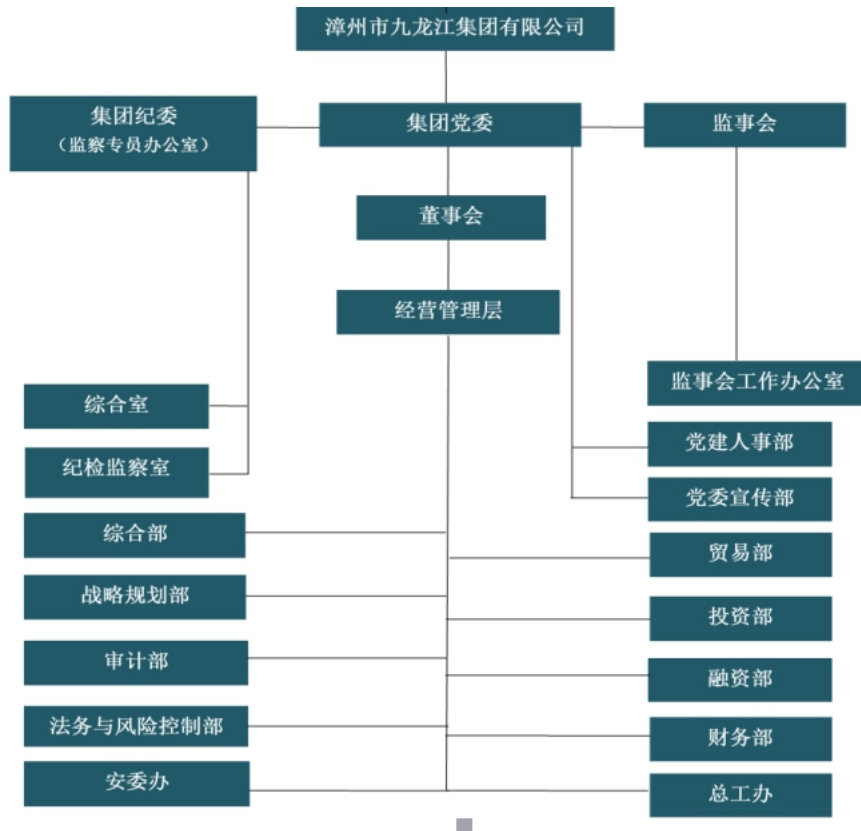 漳州市九龙江集团有限公司
集团纪委
（监察专员办公室）
集团党委
监事会
董事会
经营管理层
监事会工作办公室
综合室
党建人事部
纪检监察室
党委宣传部
综合部
贸易部
战略规划部
投资部
审计部
融资部
法务与风险控制部
财务部
安委办
总工办